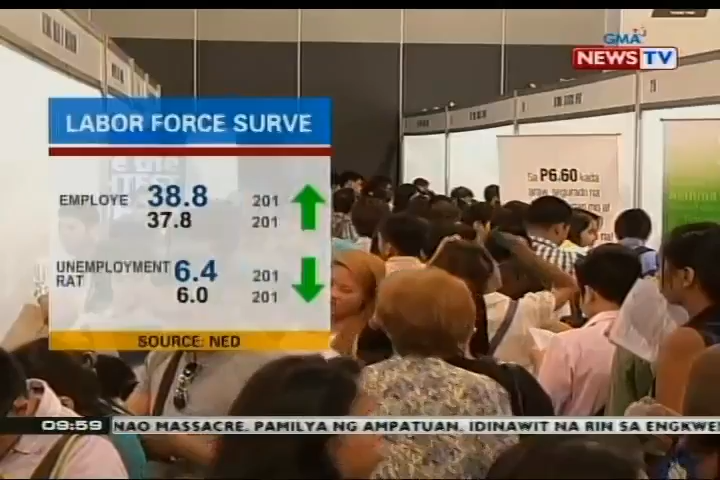 GMA
NEWS TV
LABOR FORCE SURVE
EMPLOYE 38.8 201
37.8 201
UNEMPLOYMENT
RAT
6.4 201
6.0 201
SOURCE: NED
Sa P6.60 kada
araw, segurado na
09:59 NAO MASSACRE. PAMILYA NG AMPATUAN, IDINAWIT NA RIN SA ENGKWE